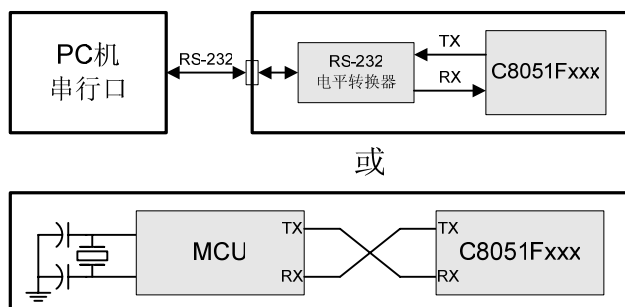 PC机
串行口
RS-232
RS-232
电平转换器
TX
RX
C8051Fxxx
或
MCU
TX
RX
TX
RX
C8051Fxxx